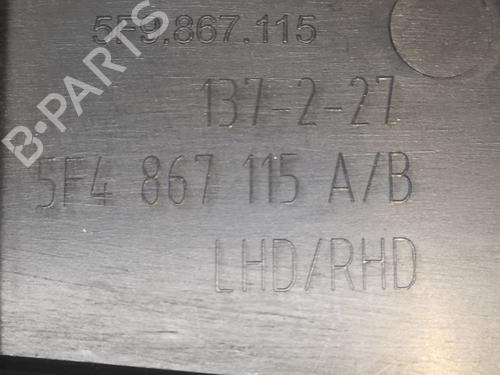 5F9.867.115
137-2-27
5F4 867 115 A/B
LHD/RHD
B-PARTS